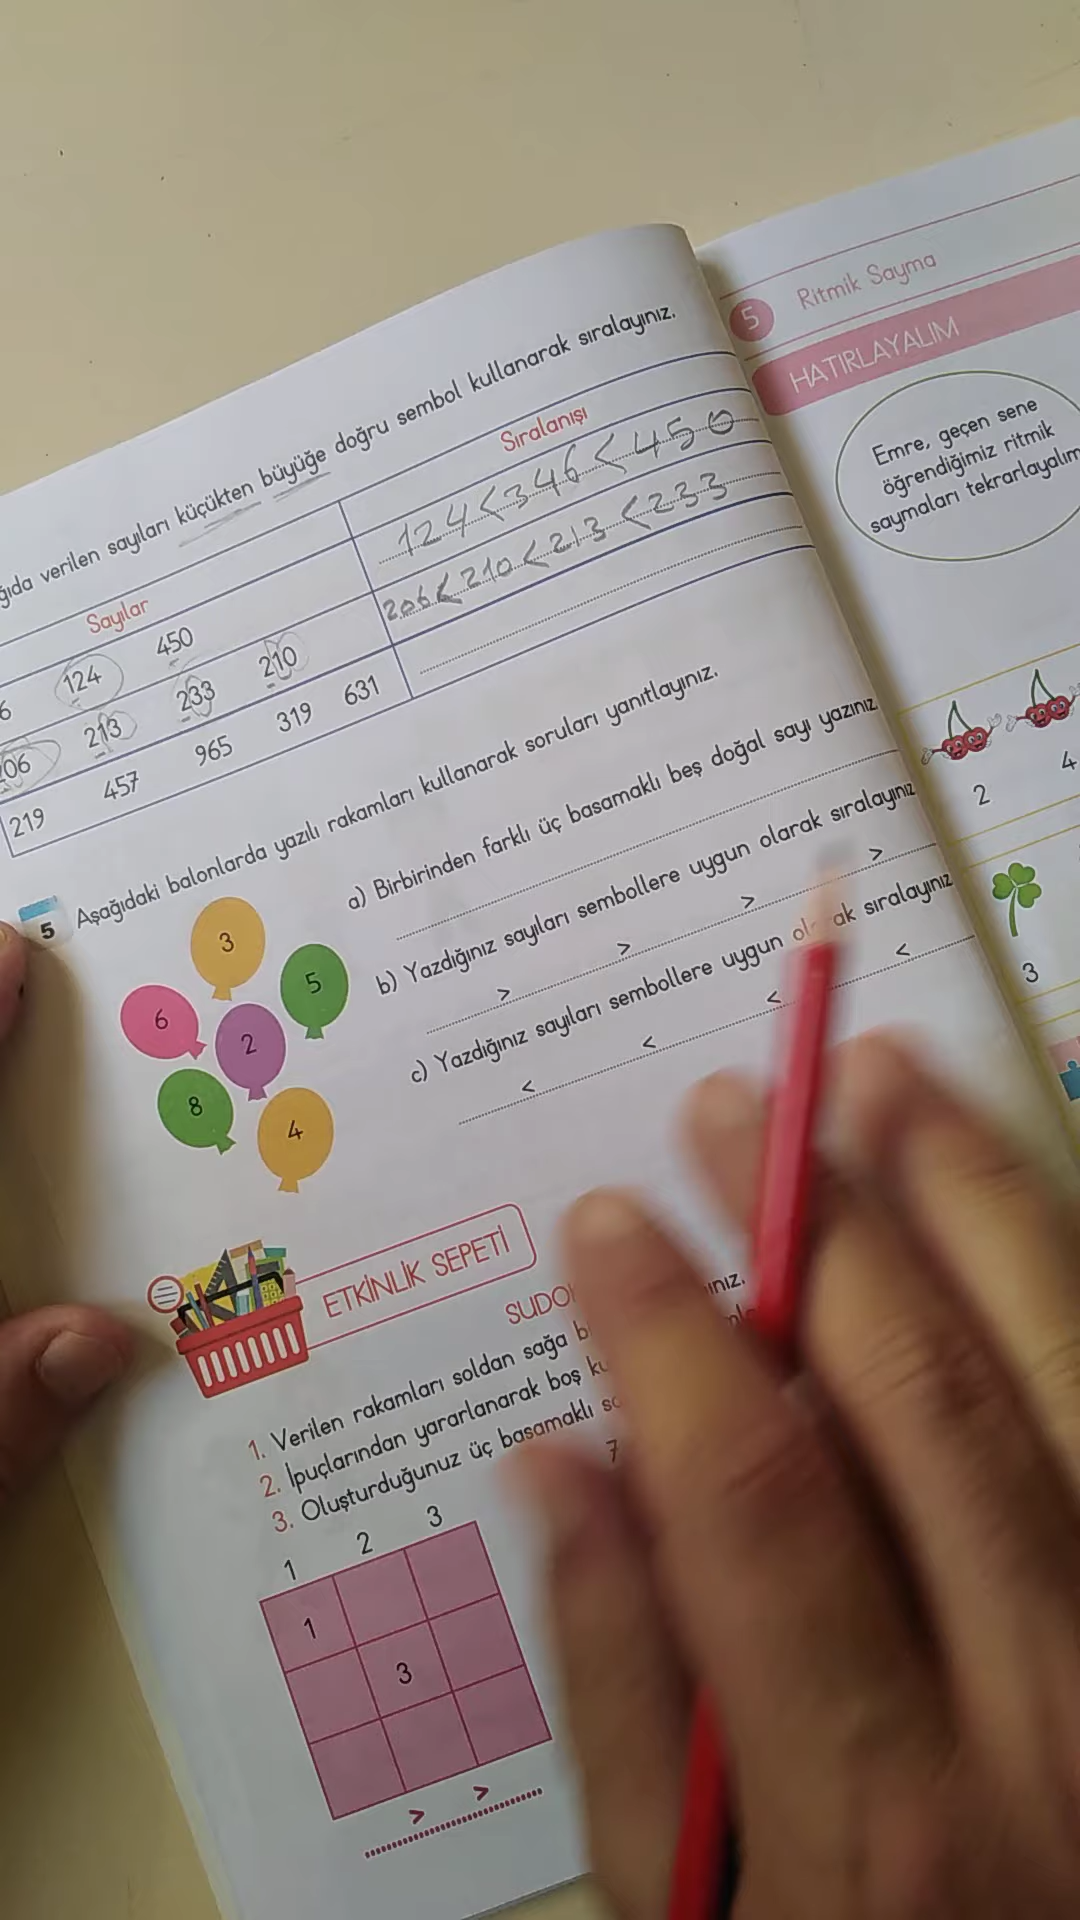 verilen sayıları küçükten büyüğe doğru sembol kullanarak sıralayınız.
Sayılar
Sıralanışı
6 124 450
124<346<450
206 213 233 210
206<210<213<233
219 457 965 319 631
5 Aşağıdaki balonlarda yazılı rakamları kullanarak soruları yanıtlayınız.
3
5
6
2
8
4
a) Birbirinden farklı üç basamaklı beş doğal sayı yazınız.
b) Yazdığınız sayıları sembollere uygun olarak sıralayınız
> > > >
c) Yazdığınız sayıları sembollere uygun sıralayınız
< < < <
ETKİNLİK SEPETİ
1. Verilen rakamları soldan sağa
2. İpuçlarından yararlanarak boş
3. Oluşturduğunuz üç basamaklı
7
1 2 3
1
3
> >
5 Ritmik Sayma
HATIRLAYALIM
Emre, geçen sene
öğrendiğimiz ritmik
saymaları tekrarlayalım
2 4
3